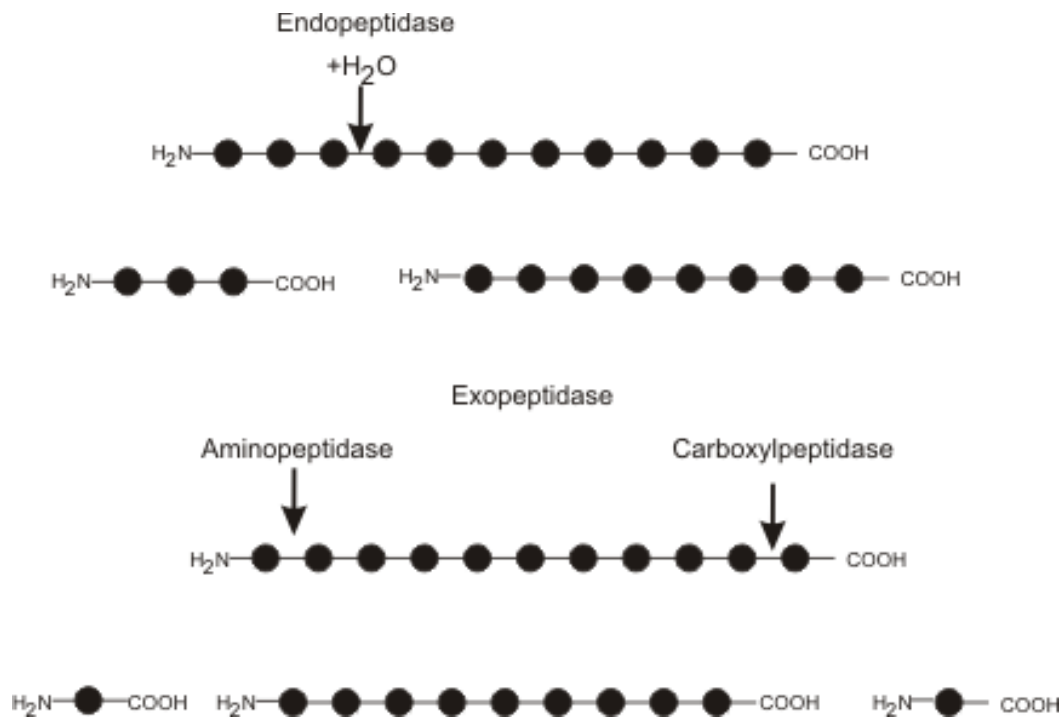 Endopeptidase
+H2O
H2N COOH
H2N COOH H2N COOH
Exopeptidase
Aminopeptidase Carboxylpeptidase
H2N COOH
H2N COOH H2N COOH H2N COOH